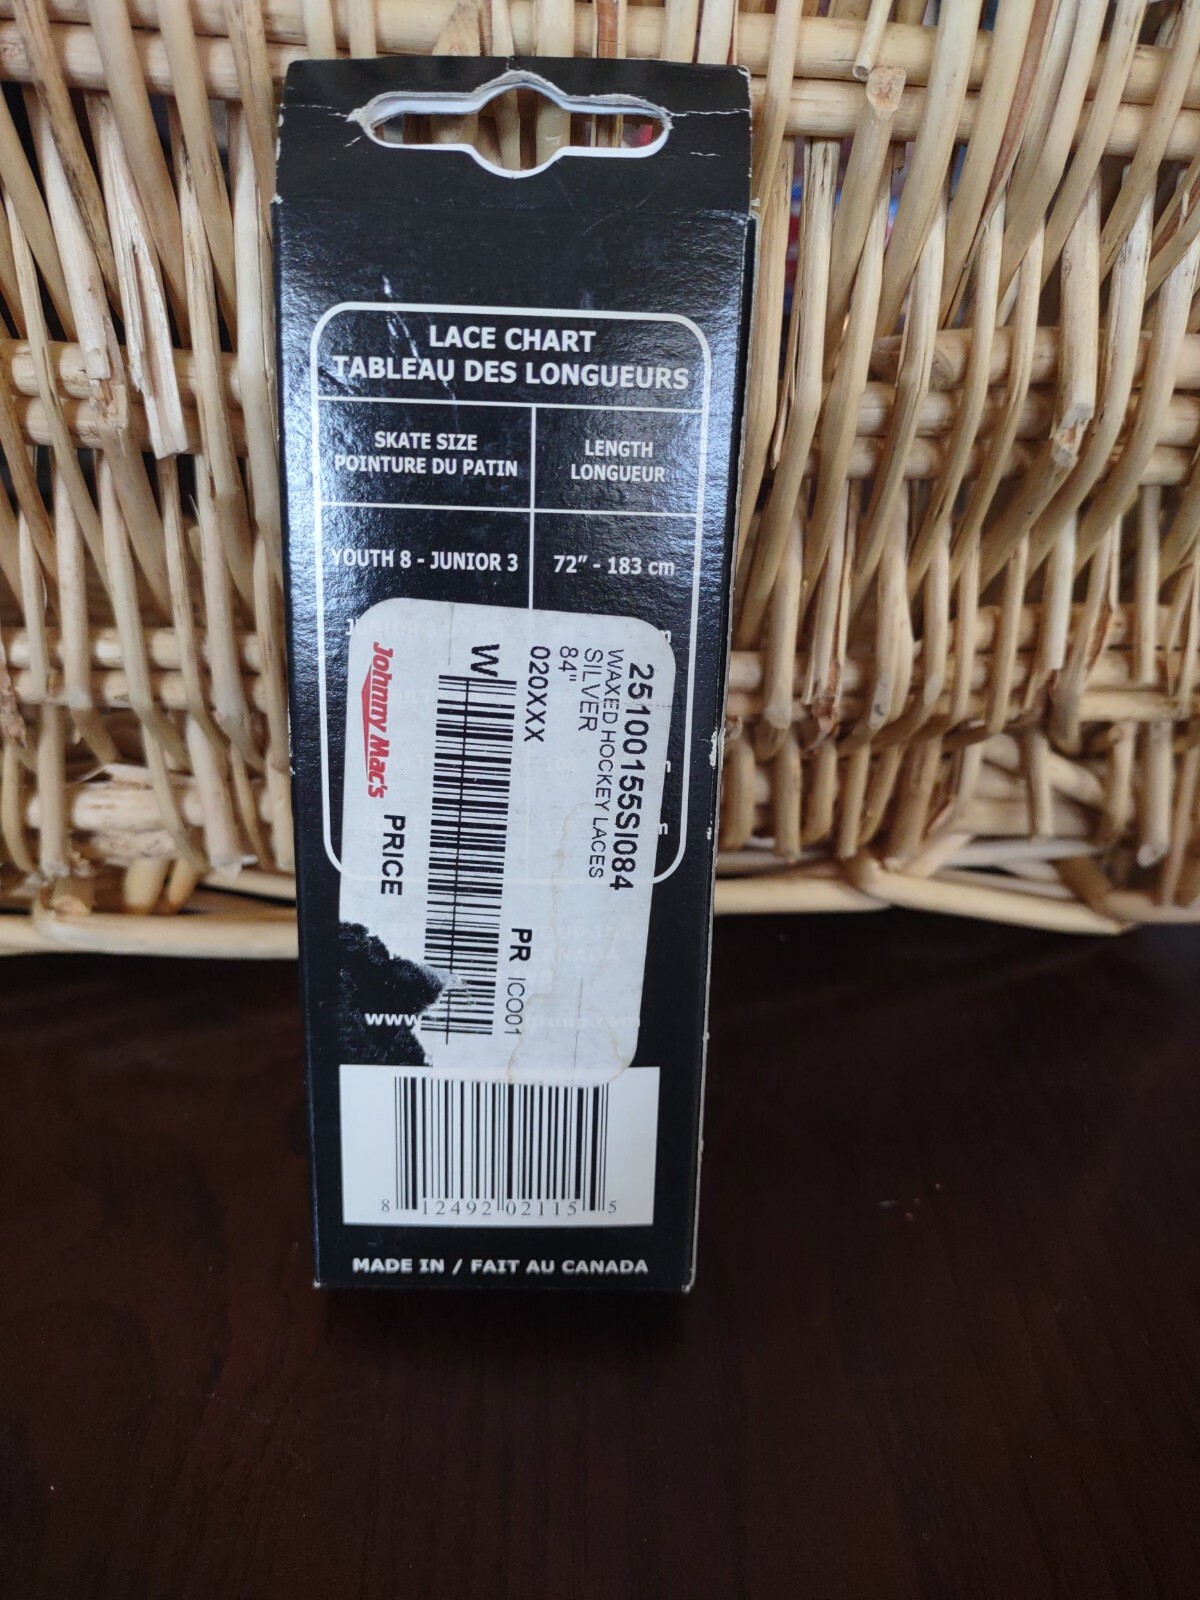 LACE CHART
TABLEAU DES LONGUEURS
SKATE SIZE
POINTURE DU PATIN
LENGTH
LONGUEUR
YOUTH 8 - JUNIOR 3
72" - 183 cm
25100155SI084
WAXED HOCKEY LACES
SILVER
84"
020XXX
PR ICO01
W
Johnny Mac's
PRICE
www
8 12492 02115 5
MADE IN / FAIT AU CANADA